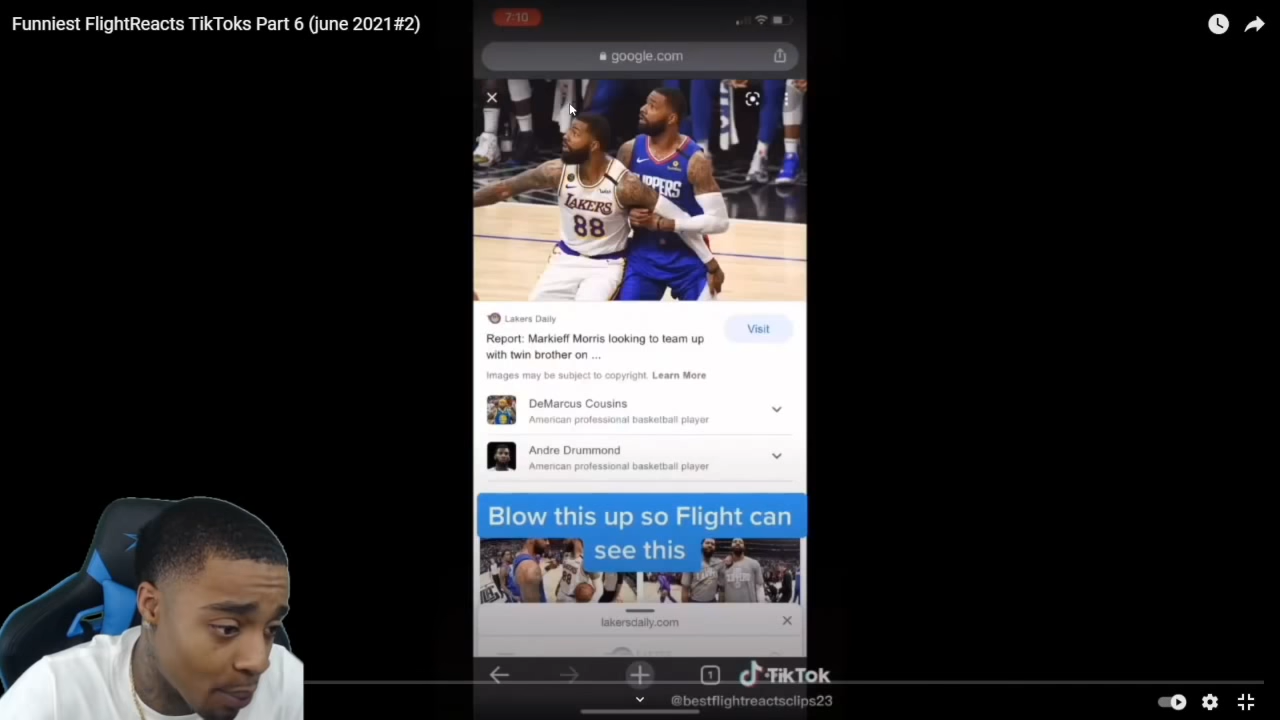 Funniest FlightReacts TikToks Part 6 (june 2021#2)
7:10
google.com
CLIPPERS
LAKERS
88
Lakers Daily
Visit
Report: Markieff Morris looking to team up
with twin brother on ...
Images may be subject to copyright. Learn More
DeMarcus Cousins
American professional basketball player
Andre Drummond
American professional basketball player
Blow this up so Flight can
see this
lakersdaily.com
1
TikTok
@bestflightreactsclips23